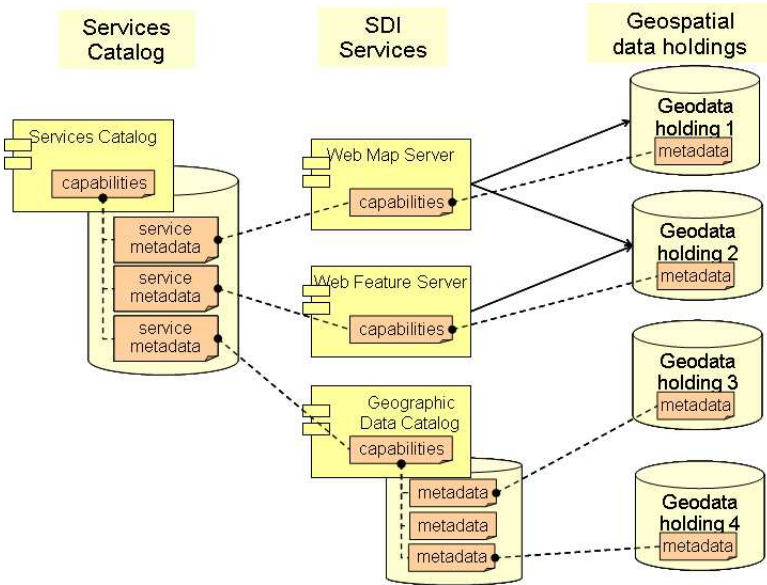 Services
Catalog
SDI
Services
Geospatial
data holdings
Services Catalog
capabilities
service
metadata
service
metadata
service
metadata
Web Map Server
capabilities
Web Feature Server
capabilities
Geographic
Data Catalog
capabilities
metadata
metadata
metadata
Geodata
holding 1
metadata
Geodata
holding 2
metadata
Geodata
holding 3
metadata
Geodata
holding 4
metadata